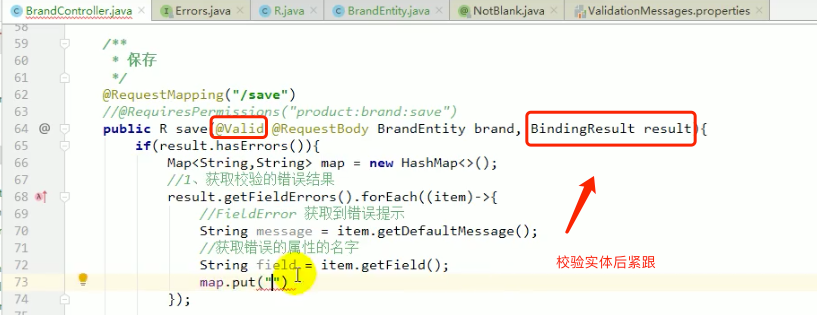 BrandController.java Errors.java R.java BrandEntity.java NotBlank.java ValidationMessages.properties
58
59 /**
60 * 保存
61 */
62 @RequestMapping("/save")
63 //@RequiresPermissions("product:brand:save")
64 @ public R save(@Valid @RequestBody BrandEntity brand, BindingResult result){
65 if(result.hasErrors()){
66 Map<String,String> map = new HashMap<>();
67 //1、获取校验的错误结果
68 result.getFieldErrors().forEach((item)->{
69 //FieldError 获取到错误提示
70 String message = item.getDefaultMessage();
71 //获取错误的属性的名字
72 String field = item.getField();
73 map.put("")
74 });
校验实体后紧跟